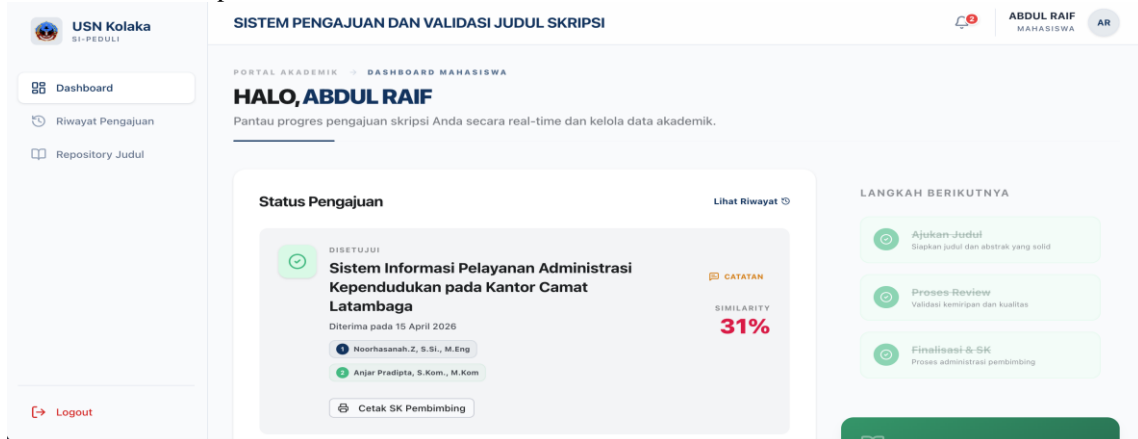 USN Kolaka
SI-PEDULI
Dashboard
Riwayat Pengajuan
Repository Judul
Logout
SISTEM PENGAJUAN DAN VALIDASI JUDUL SKRIPSI
2
ABDUL RAIF
MAHASISWA
AR
PORTAL AKADEMIK → DASHBOARD MAHASISWA
HALO, ABDUL RAIF
Pantau progres pengajuan skripsi Anda secara real-time dan kelola data akademik.
Status Pengajuan
Lihat Riwayat
DISETUJUI
Sistem Informasi Pelayanan Administrasi
Kependudukan pada Kantor Camat
Latambaga
Diterima pada 15 April 2026
1 Noorhasanah.Z, S.Si., M.Eng
2 Anjar Pradipta, S.Kom., M.Kom
Cetak SK Pembimbing
CATATAN
SIMILARITY
31%
LANGKAH BERIKUTNYA
Ajukan Judul
Siapkan judul dan abstrak yang solid
Proses Review
Validasi kemiripan dan kualitas
Finalisasi & SK
Proses administrasi pembimbing